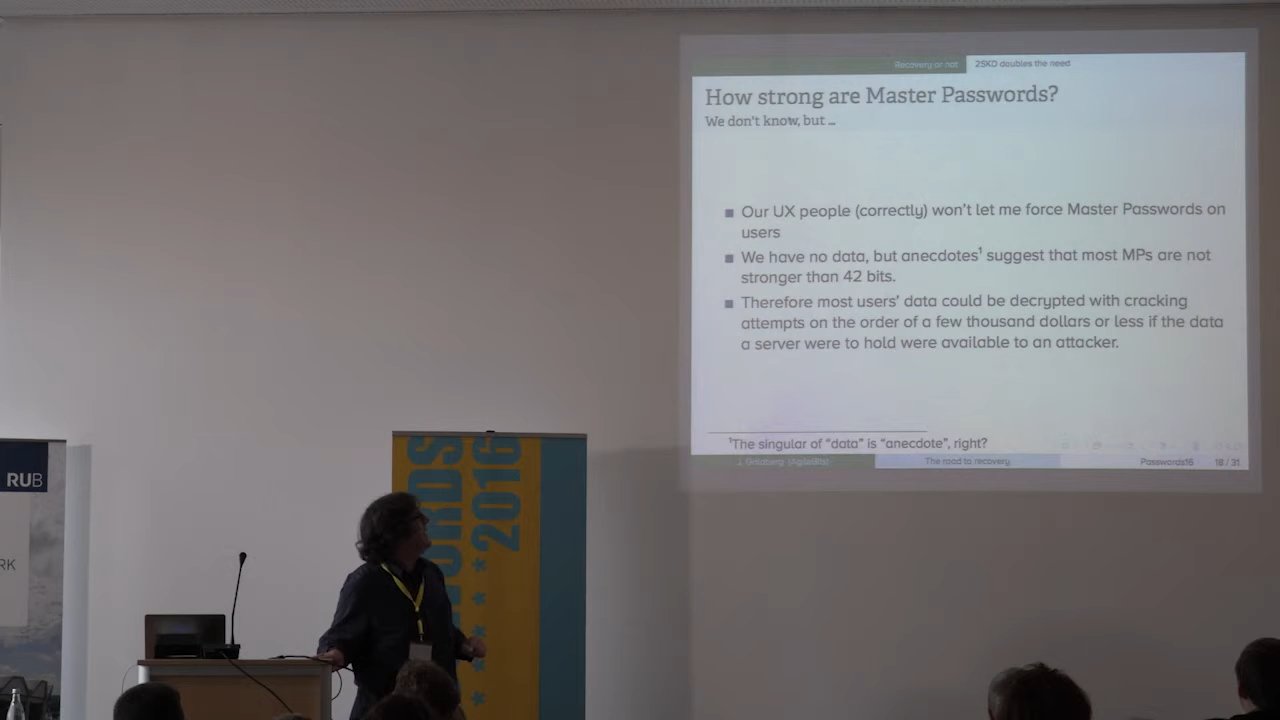 Recovery or not 2SKD doubles the need
How strong are Master Passwords?
We don't know, but ...
■ Our UX people (correctly) won't let me force Master Passwords on
users
■ We have no data, but anecdotes¹ suggest that most MPs are not
stronger than 42 bits.
■ Therefore most users' data could be decrypted with cracking
attempts on the order of a few thousand dollars or less if the data
a server were to hold were available to an attacker.
¹The singular of "data" is "anecdote", right?
J. Goldberg (AgileBits) The road to recovery Passwords16 18 / 31
RUB
RK
WORDS
2016